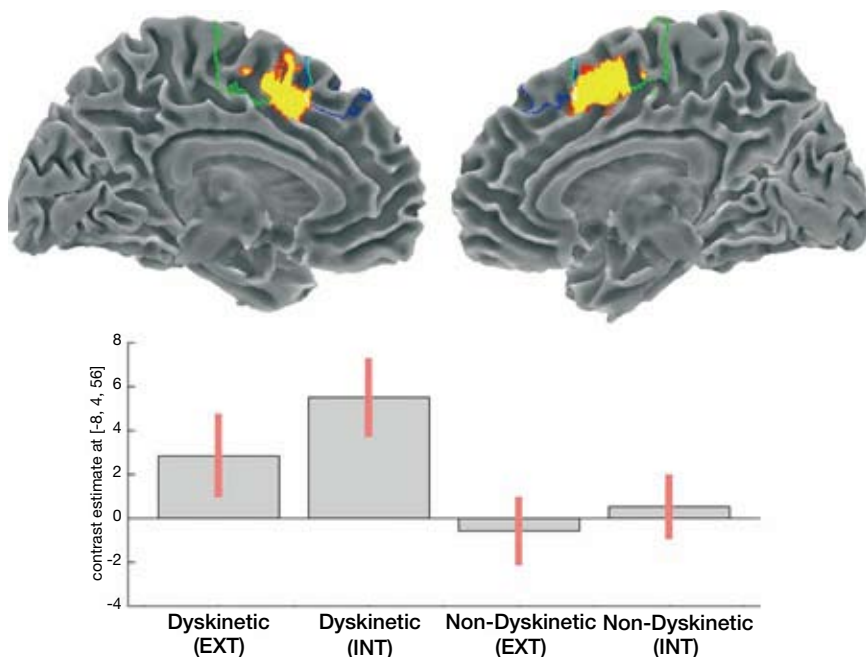 8
6
4
2
0
-2
-4
contrast estimate at [-8, 4, 56]
Dyskinetic Dyskinetic Non-Dyskinetic Non-Dyskinetic
(EXT) (INT) (EXT) (INT)